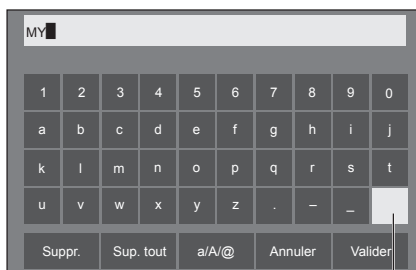 MY
1 2 3 4 5 6 7 8 9 0
a b c d e f g h i j
k l m n o p q r s t
u v w x y z . – _
Suppr. Sup. tout a/A/@ Annuler Valider